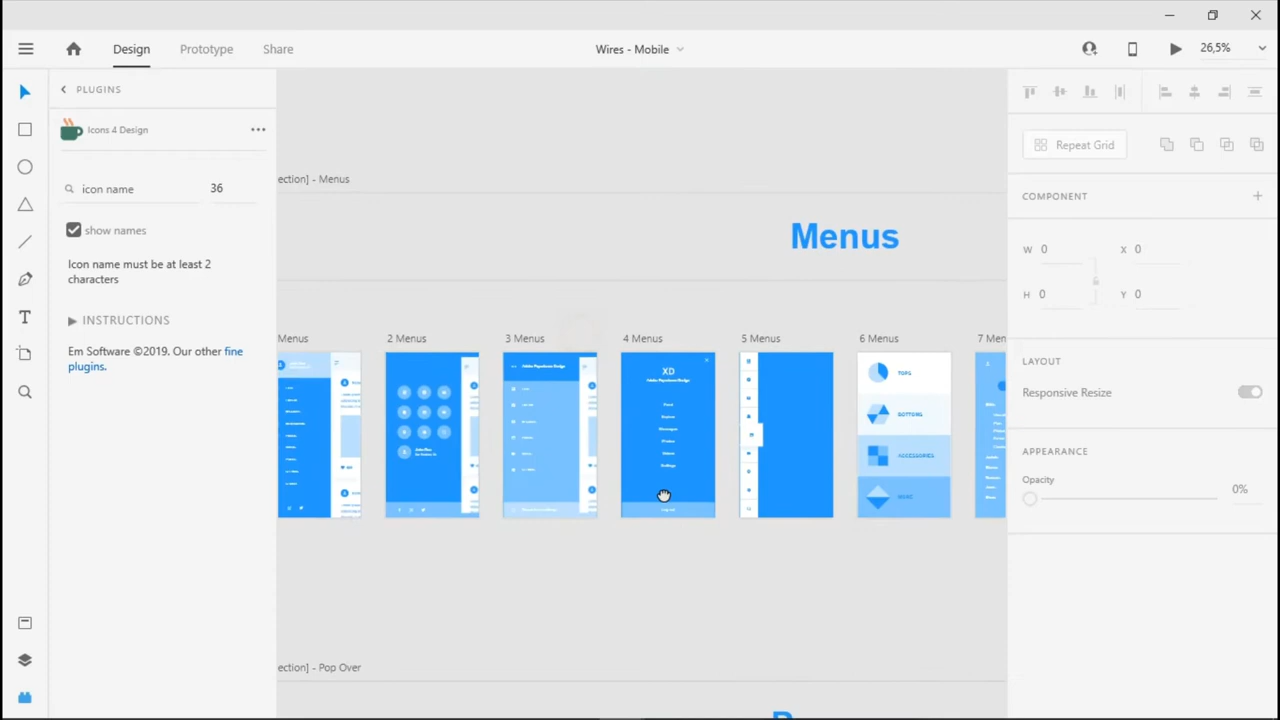 Design
Prototype
Share
Wires - Mobile
26,5%
PLUGINS
Icons 4 Design
icon name
36
show names
Icon name must be at least 2
characters
INSTRUCTIONS
Em Software ©2019. Our other fine
plugins.
ection] - Menus
Menus
Menus
2 Menus
3 Menus
4 Menus
5 Menus
6 Menus
7 Men
XD
TOPS
BOTTOMS
ACCESSORIES
ection] - Pop Over
Repeat Grid
COMPONENT
W 0
X 0
H 0
Y 0
LAYOUT
Responsive Resize
APPEARANCE
Opacity
0%